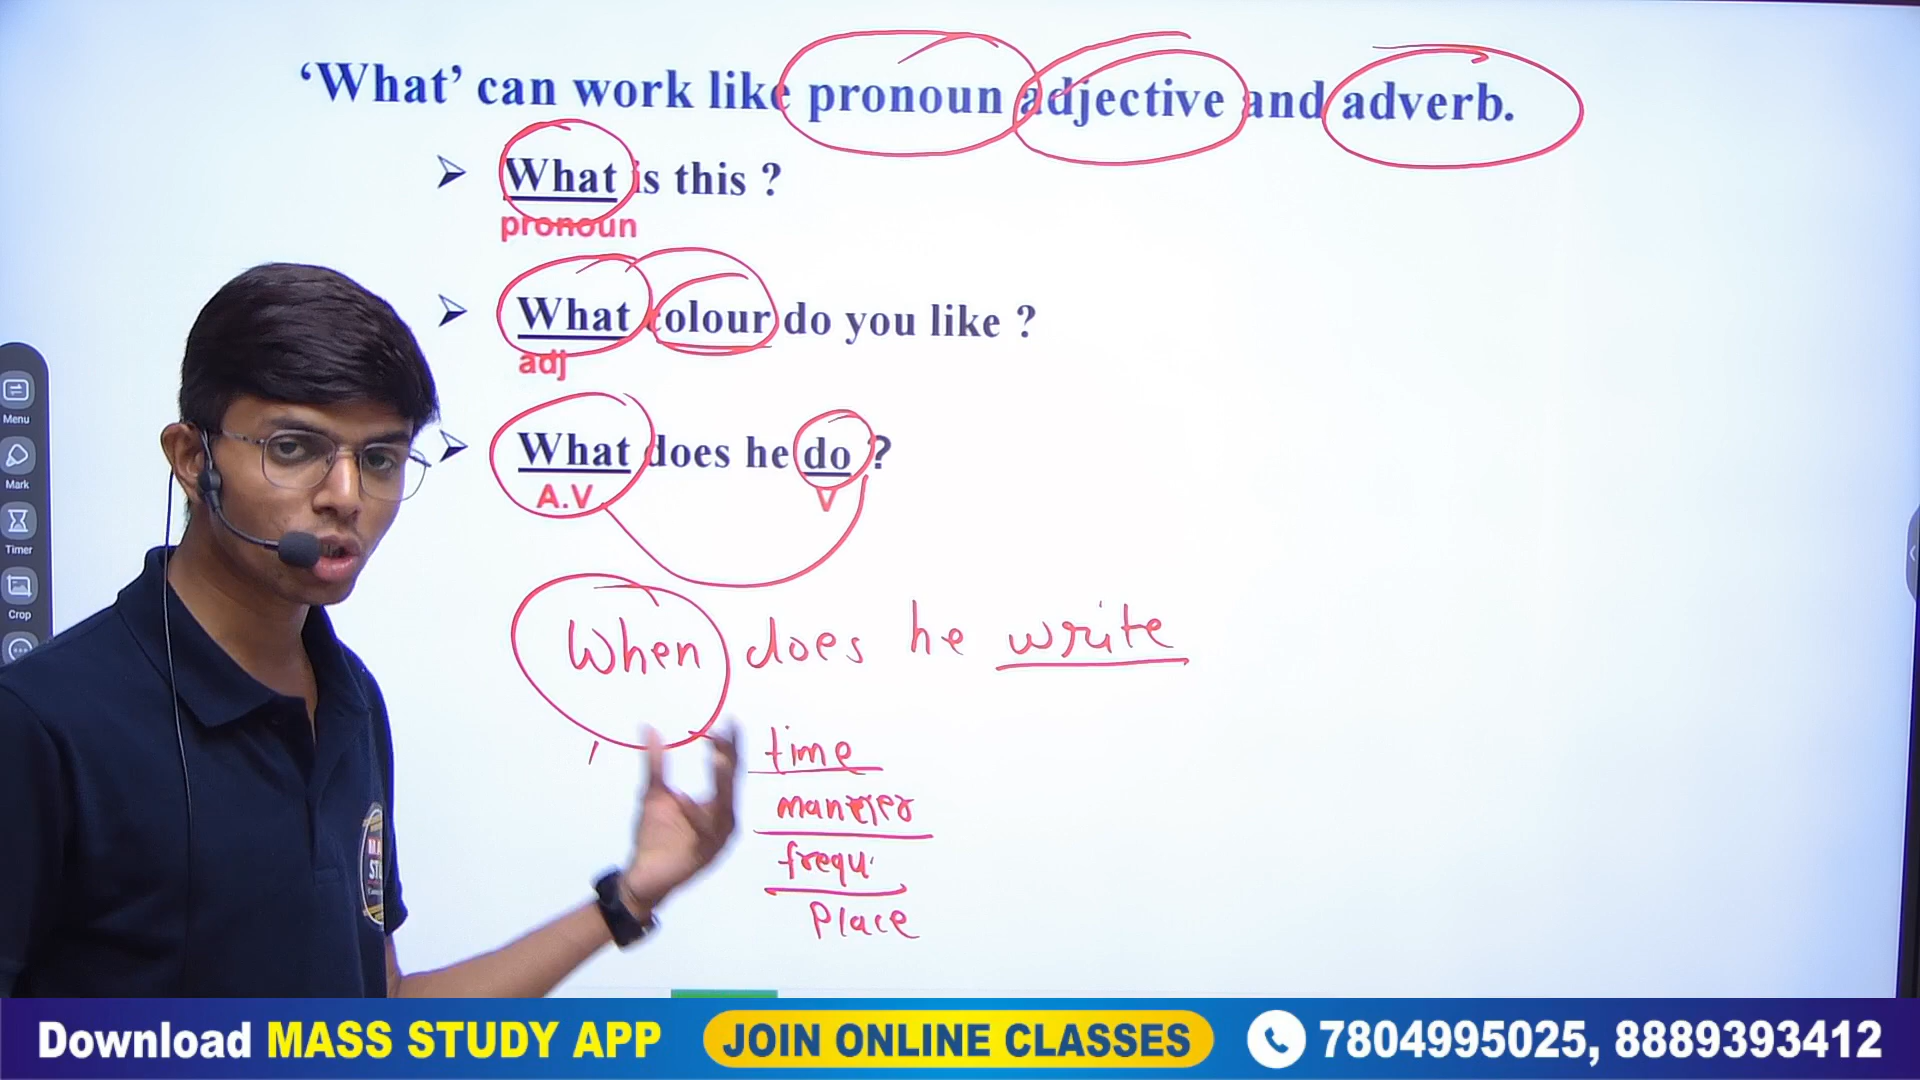 ‘What’ can work like pronoun adjective and adverb.
➢ What is this ?
pronoun
➢ What colour do you like ?
adj
➢ What does he do ?
A.V V
When does he write
time
manner
frequ.
Place
Menu
Mark
Timer
Crop
Download MASS STUDY APP JOIN ONLINE CLASSES 7804995025, 8889393412